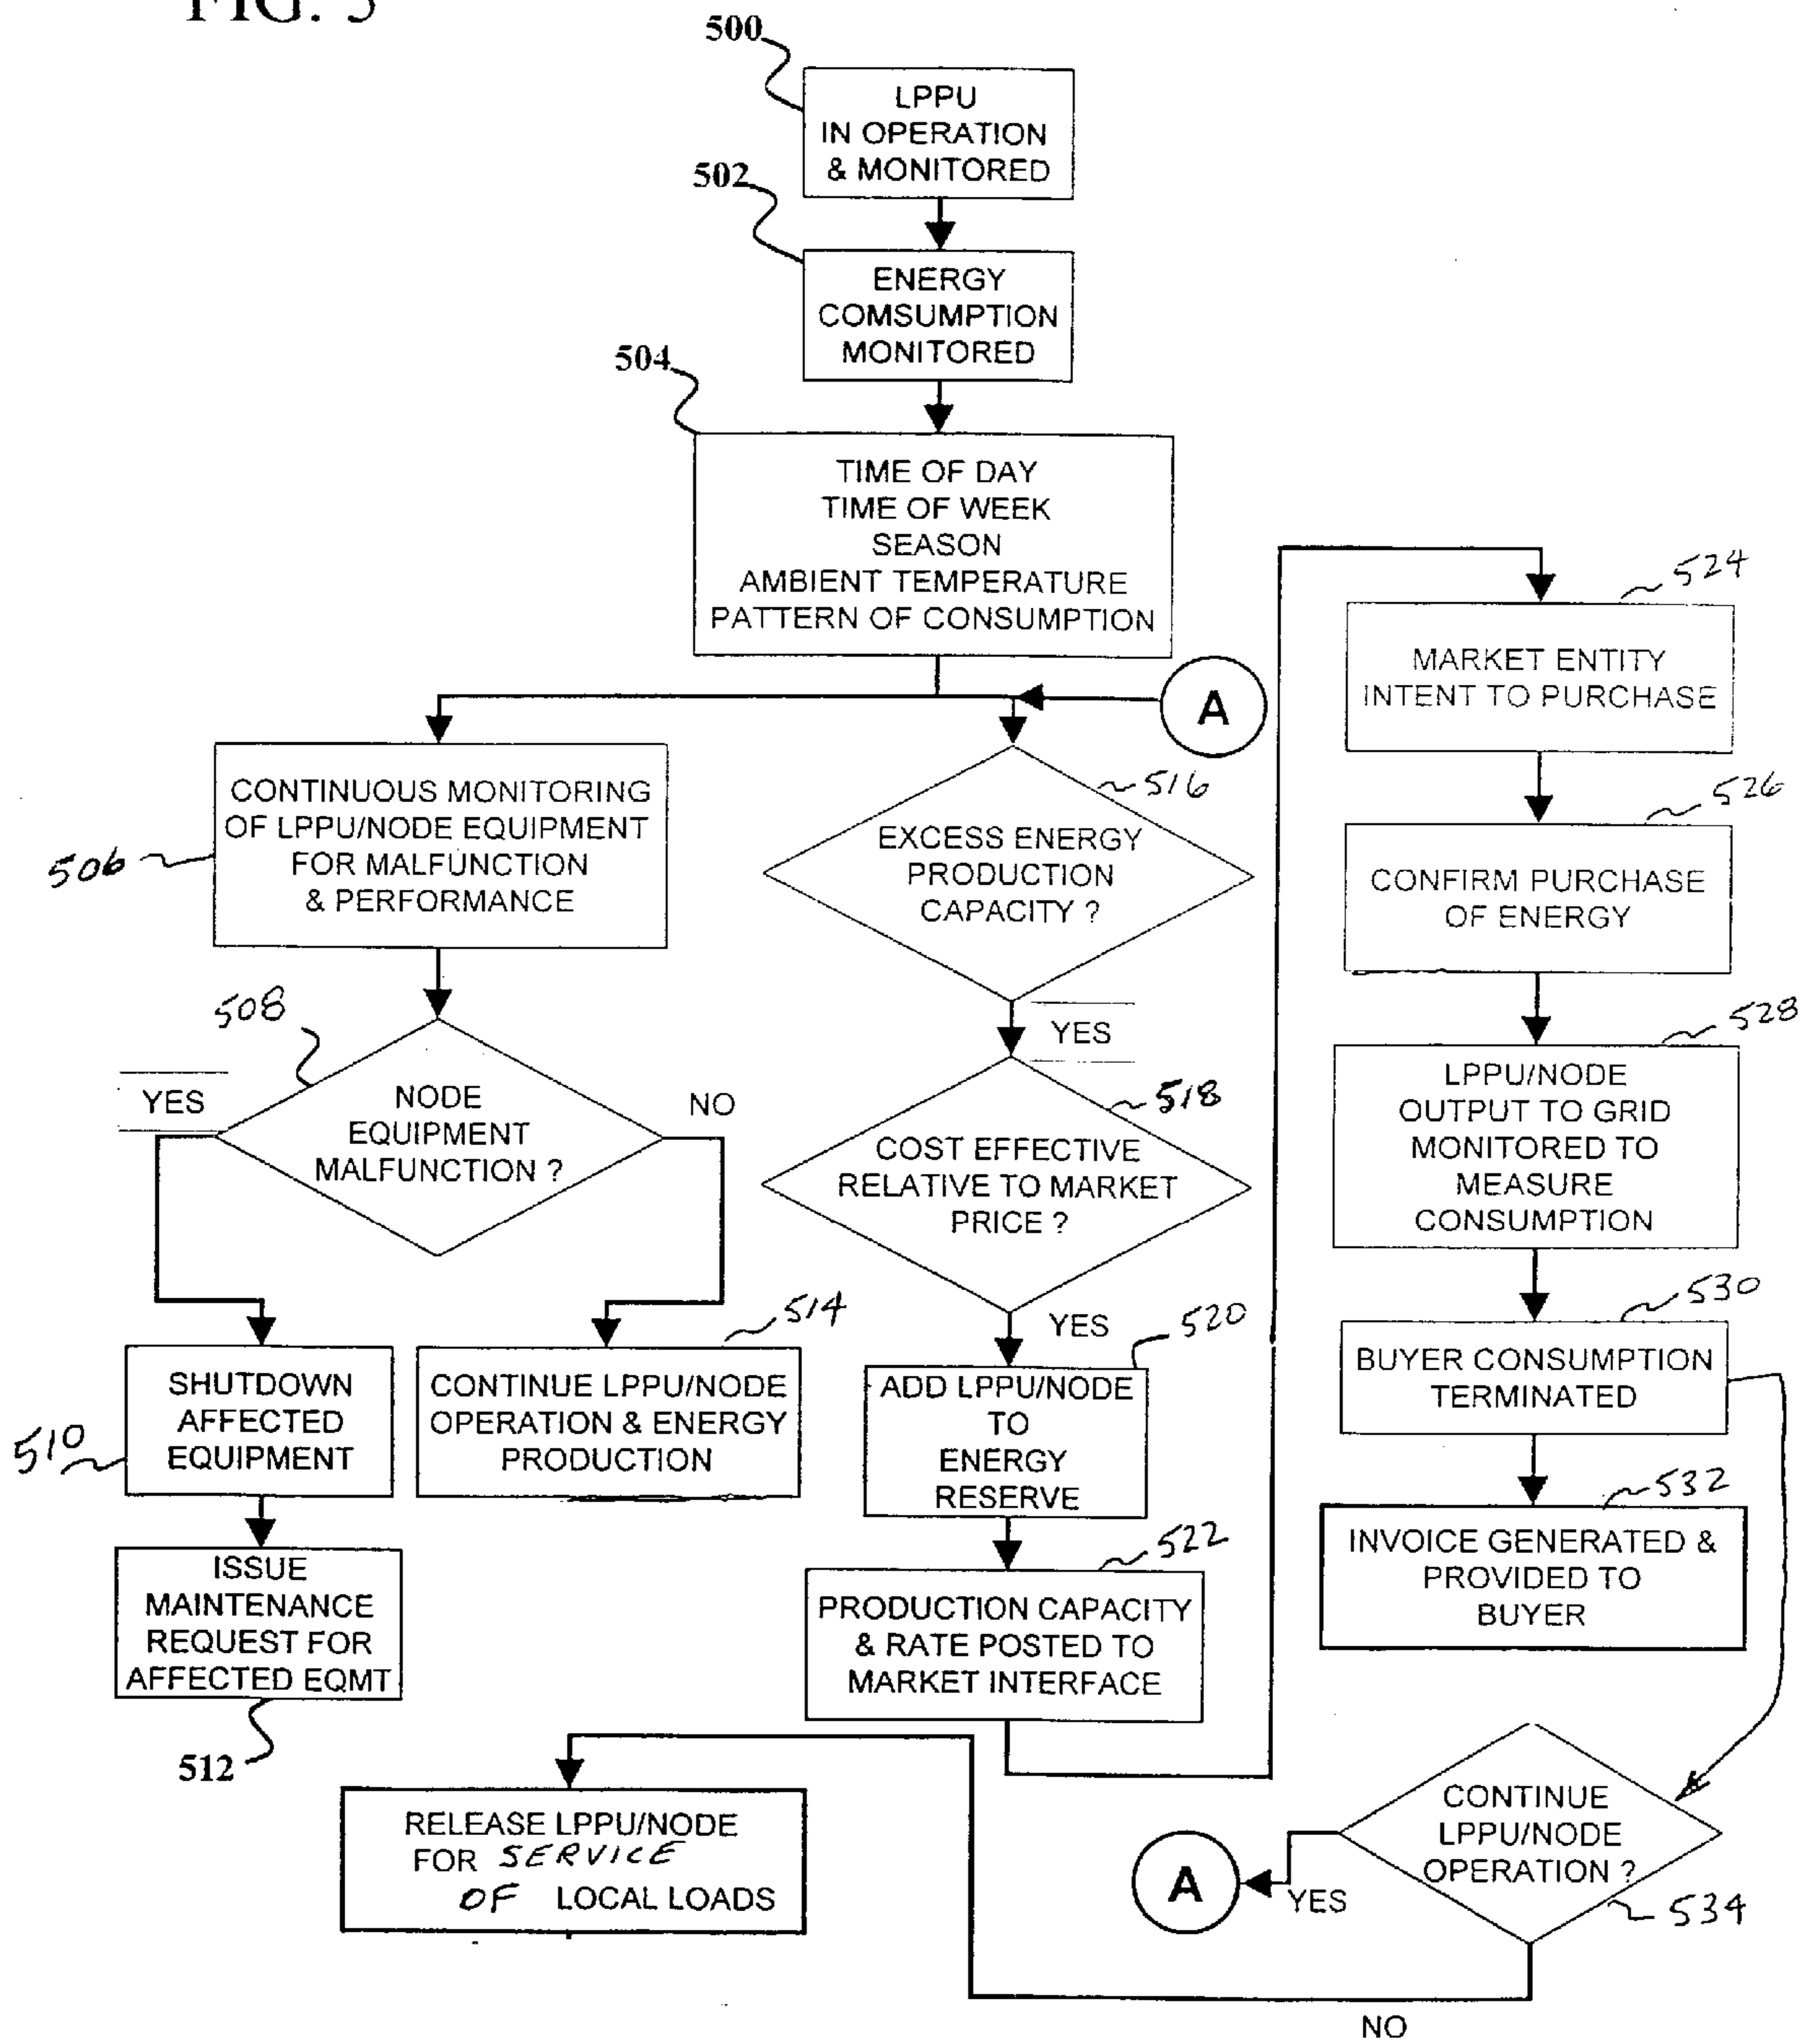 FIG. 5
500
LPPU
IN OPERATION
& MONITORED
502
ENERGY
COMSUMPTION
MONITORED
504
TIME OF DAY
TIME OF WEEK
SEASON
AMBIENT TEMPERATURE
PATTERN OF CONSUMPTION
A
506
CONTINUOUS MONITORING
OF LPPU/NODE EQUIPMENT
FOR MALFUNCTION
& PERFORMANCE
508
YES
NODE
EQUIPMENT
MALFUNCTION ?
NO
510
SHUTDOWN
AFFECTED
EQUIPMENT
ISSUE
MAINTENANCE
REQUEST FOR
AFFECTED EQMT
512
514
CONTINUE LPPU/NODE
OPERATION & ENERGY
PRODUCTION
516
EXCESS ENERGY
PRODUCTION
CAPACITY ?
YES
518
COST EFFECTIVE
RELATIVE TO MARKET
PRICE ?
YES
520
ADD LPPU/NODE
TO
ENERGY
RESERVE
522
PRODUCTION CAPACITY
& RATE POSTED TO
MARKET INTERFACE
524
MARKET ENTITY
INTENT TO PURCHASE
526
CONFIRM PURCHASE
OF ENERGY
528
LPPU/NODE
OUTPUT TO GRID
MONITORED TO
MEASURE
CONSUMPTION
530
BUYER CONSUMPTION
TERMINATED
532
INVOICE GENERATED &
PROVIDED TO
BUYER
CONTINUE
LPPU/NODE
OPERATION ?
534
YES
A
NO
RELEASE LPPU/NODE
FOR SERVICE
OF LOCAL LOADS